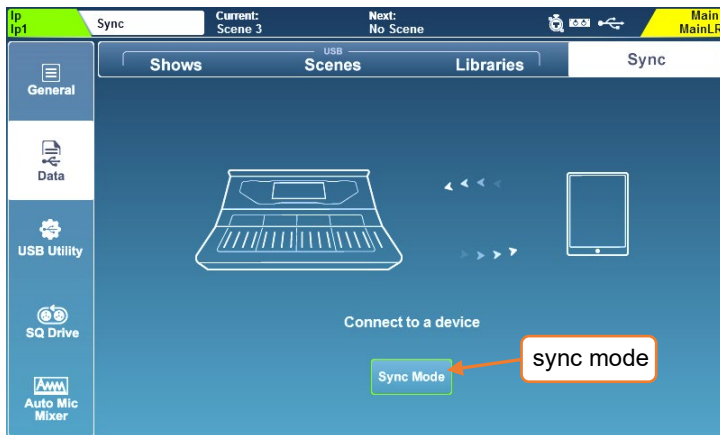 Ip
Ip1
Sync
Current:
Scene 3
Next:
No Scene
Main
MainLR
General
USB
Shows
Scenes
Libraries
Sync
Data
USB Utility
SQ Drive
Auto Mic
Mixer
Connect to a device
Sync Mode
sync mode